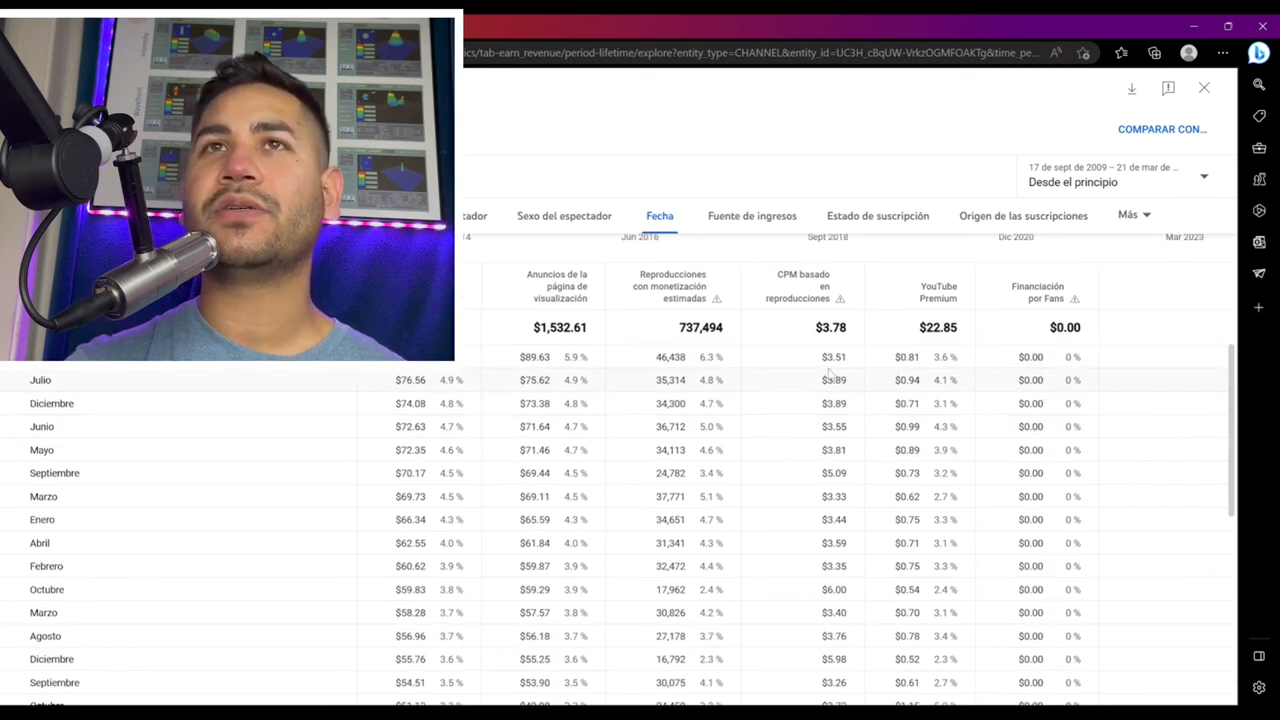 ics/tab-earn_revenue/period-lifetime/explore?entity_type=CHANNEL&entity_id=UC3H_cBqUW-VrkzOGMFOAKTg&time_pe...
COMPARAR CON...
17 de sept de 2009 – 21 de mar de ...
Desde el principio
cador Sexo del espectador Fecha Fuente de ingresos Estado de suscripción Origen de las suscripciones Más
14 Jun 2016 Sept 2018 Dic 2020 Mar 2023
Anuncios de la página de visualización
Reproducciones con monetización estimadas
CPM basado en reproducciones
YouTube Premium
Financiación por Fans
$1,532.61 737,494 $3.78 $22.85 $0.00
$89.63 5.9 % 46,438 6.3 % $3.51 $0.81 3.6 % $0.00 0 %
Julio $76.56 4.9 % $75.62 4.9 % 35,314 4.8 % $3.89 $0.94 4.1 % $0.00 0 %
Diciembre $74.08 4.8 % $73.38 4.8 % 34,300 4.7 % $3.89 $0.71 3.1 % $0.00 0 %
Junio $72.63 4.7 % $71.64 4.7 % 36,712 5.0 % $3.55 $0.99 4.3 % $0.00 0 %
Mayo $72.35 4.6 % $71.46 4.7 % 34,113 4.6 % $3.81 $0.89 3.9 % $0.00 0 %
Septiembre $70.17 4.5 % $69.44 4.5 % 24,782 3.4 % $5.09 $0.73 3.2 % $0.00 0 %
Marzo $69.73 4.5 % $69.11 4.5 % 37,771 5.1 % $3.33 $0.62 2.7 % $0.00 0 %
Enero $66.34 4.3 % $65.59 4.3 % 34,651 4.7 % $3.44 $0.75 3.3 % $0.00 0 %
Abril $62.55 4.0 % $61.84 4.0 % 31,341 4.3 % $3.59 $0.71 3.1 % $0.00 0 %
Febrero $60.62 3.9 % $59.87 3.9 % 32,472 4.4 % $3.35 $0.75 3.3 % $0.00 0 %
Octubre $59.83 3.8 % $59.29 3.9 % 17,962 2.4 % $6.00 $0.54 2.4 % $0.00 0 %
Marzo $58.28 3.7 % $57.57 3.8 % 30,826 4.2 % $3.40 $0.70 3.1 % $0.00 0 %
Agosto $56.96 3.7 % $56.18 3.7 % 27,178 3.7 % $3.76 $0.78 3.4 % $0.00 0 %
Diciembre $55.76 3.6 % $55.25 3.6 % 16,792 2.3 % $5.98 $0.52 2.3 % $0.00 0 %
Septiembre $54.51 3.5 % $53.90 3.5 % 30,075 4.1 % $3.26 $0.61 2.7 % $0.00 0 %